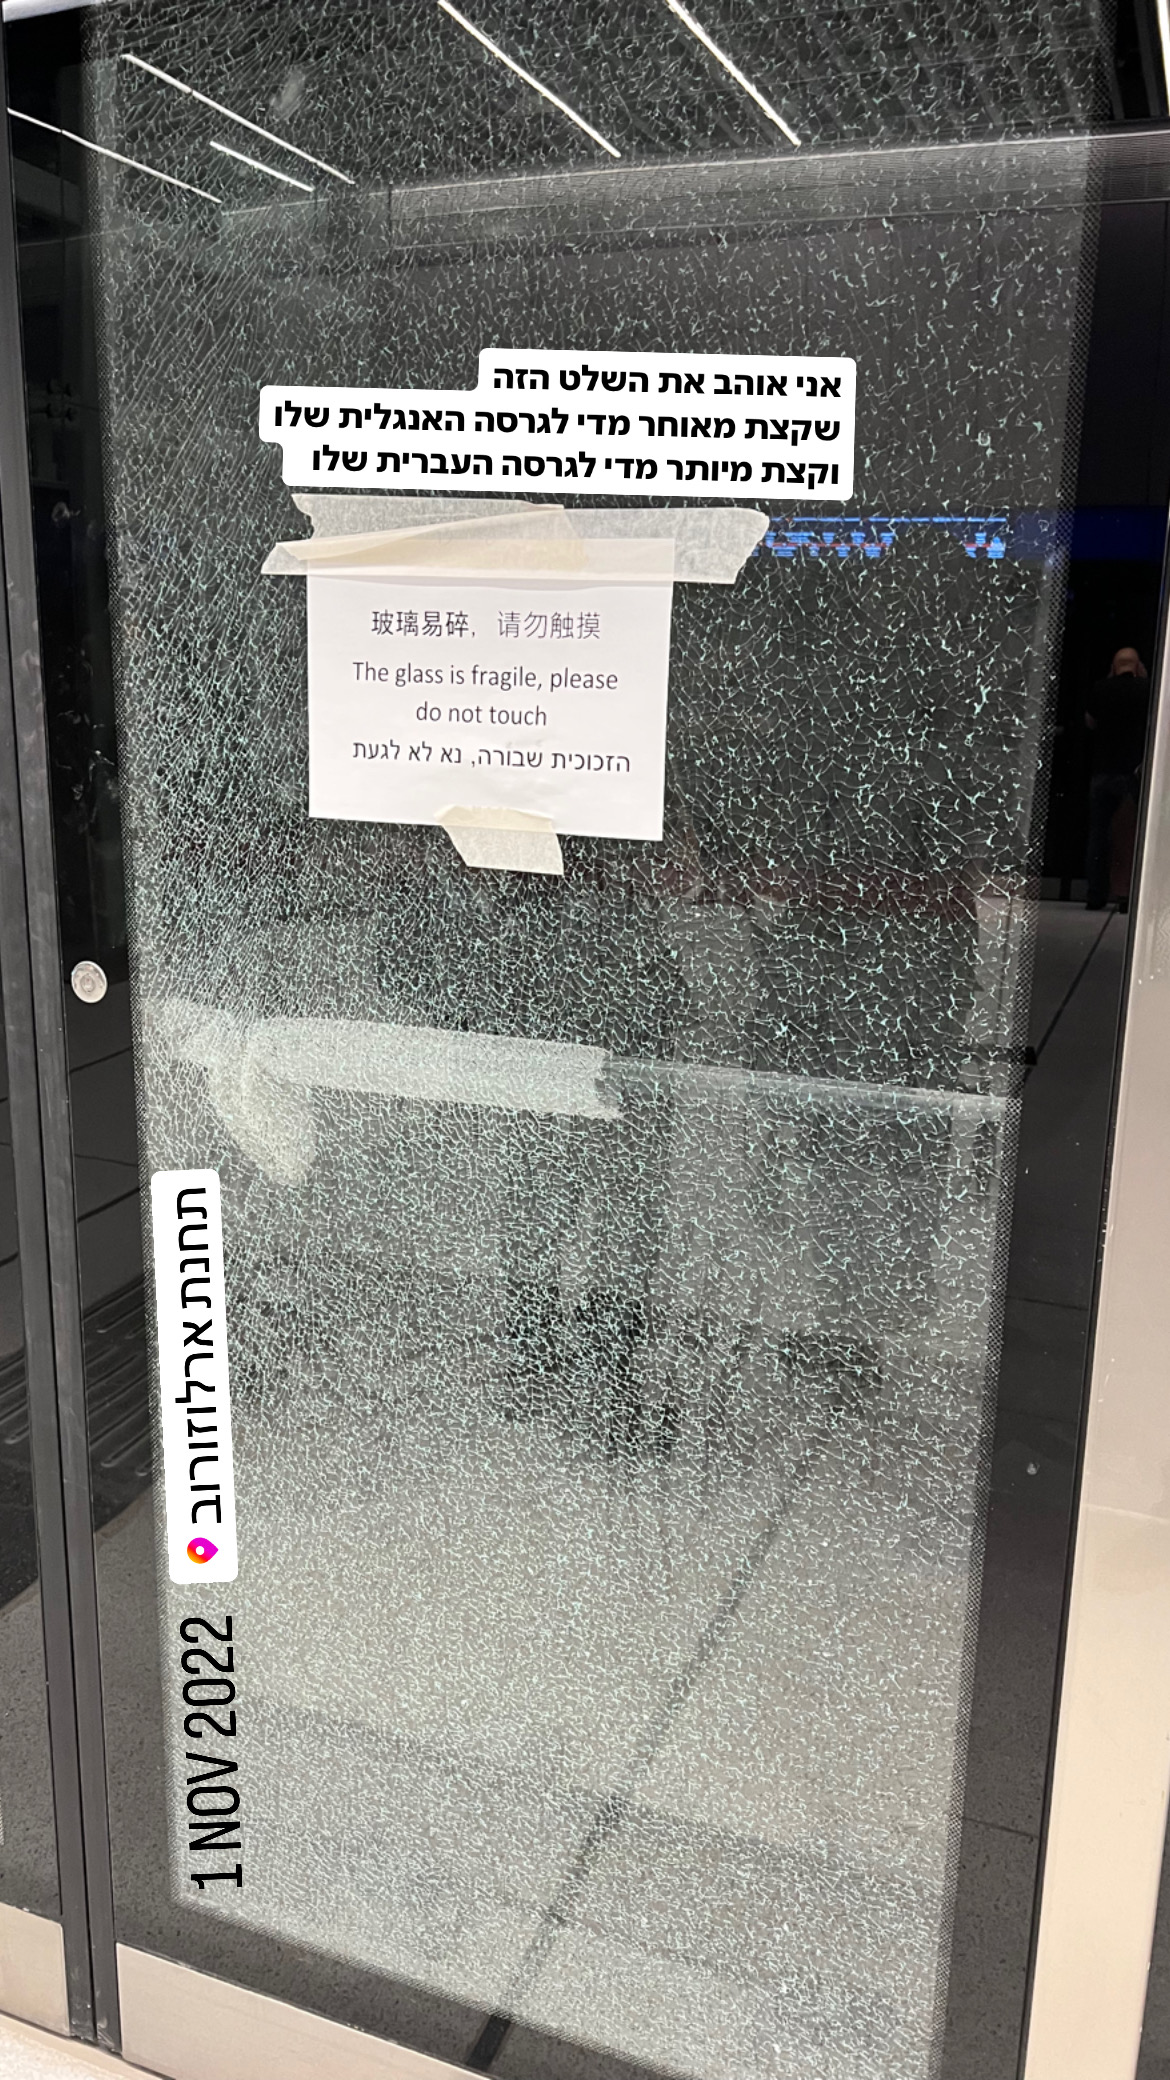 אני אוהב את השלט הזה
שקצת מאוחר מדי לגרסה האנגלית שלו
וקצת מיותר מדי לגרסה העברית שלו
玻璃易碎，请勿触摸
The glass is fragile, please
do not touch
הזכוכית שבורה, נא לא לגעת
תחנת ארלוזורוב
1 NOV 2022